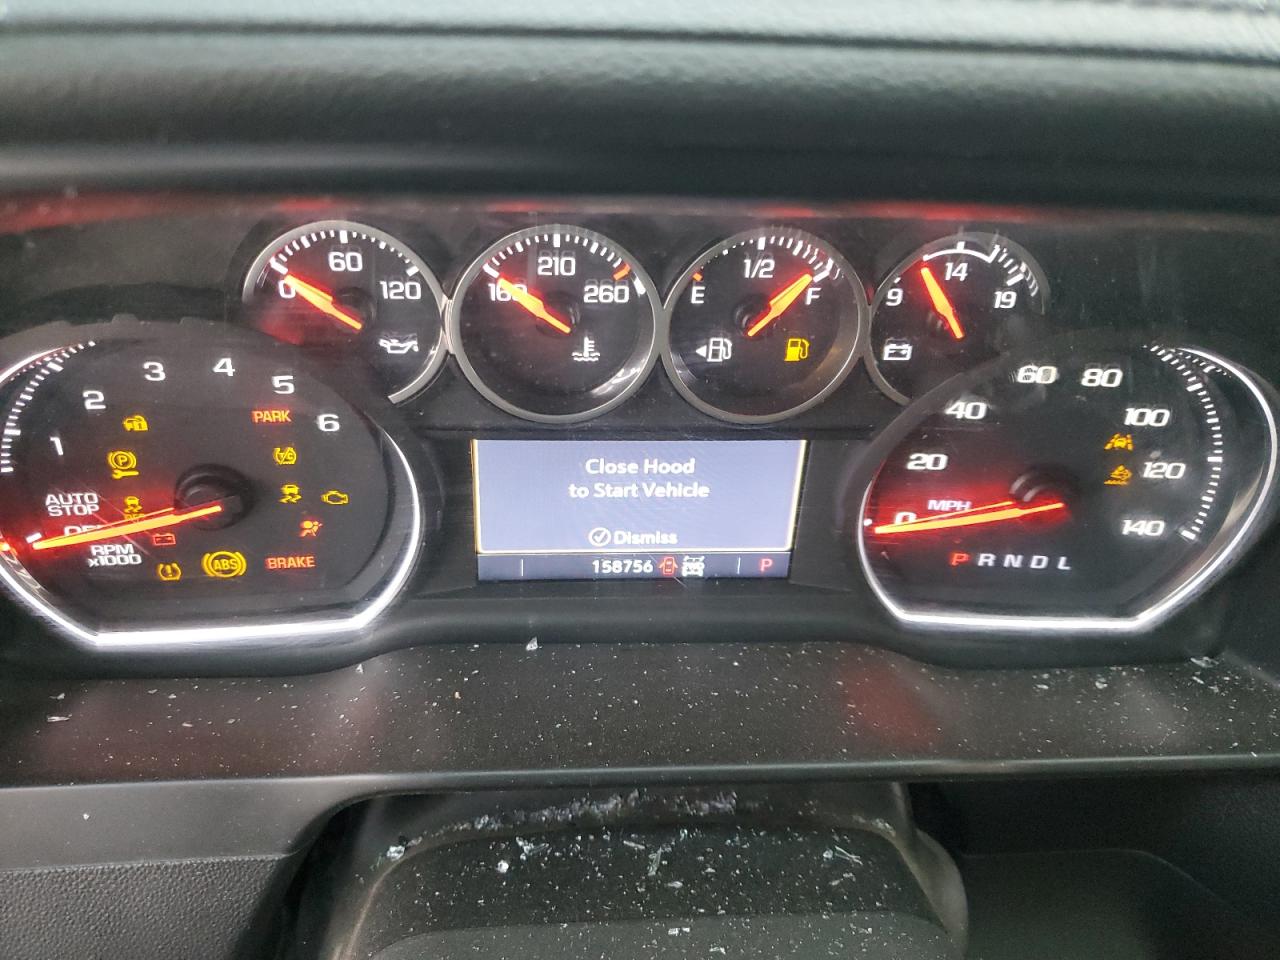 60
0
120
210
160
260
1/2
E
F
14
9
19
1
2
3
4
5
6
PARK
AUTO
STOP
RPM
x1000
ABS
BRAKE
Close Hood
to Start Vehicle
Dismiss
158756
P
0
20
40
60
80
100
120
140
MPH
P R N D L